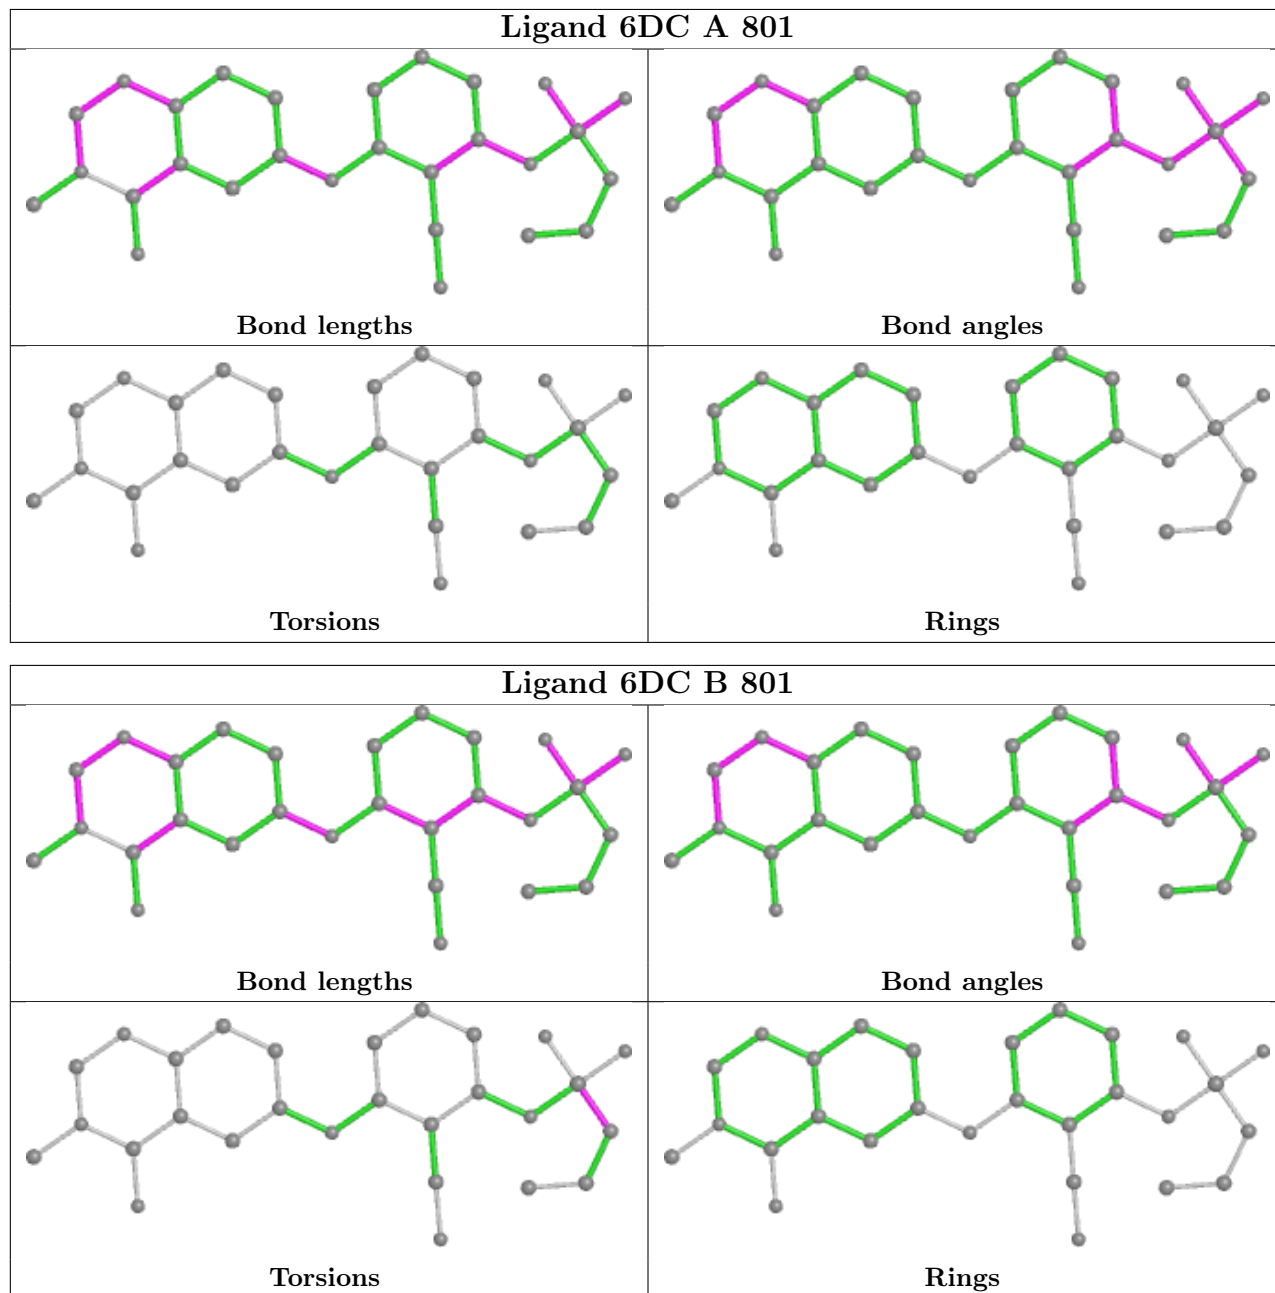 Ligand 6DC A 801
Bond lengths
Bond angles
Torsions
Rings
Ligand 6DC B 801
Bond lengths
Bond angles
Torsions
Rings